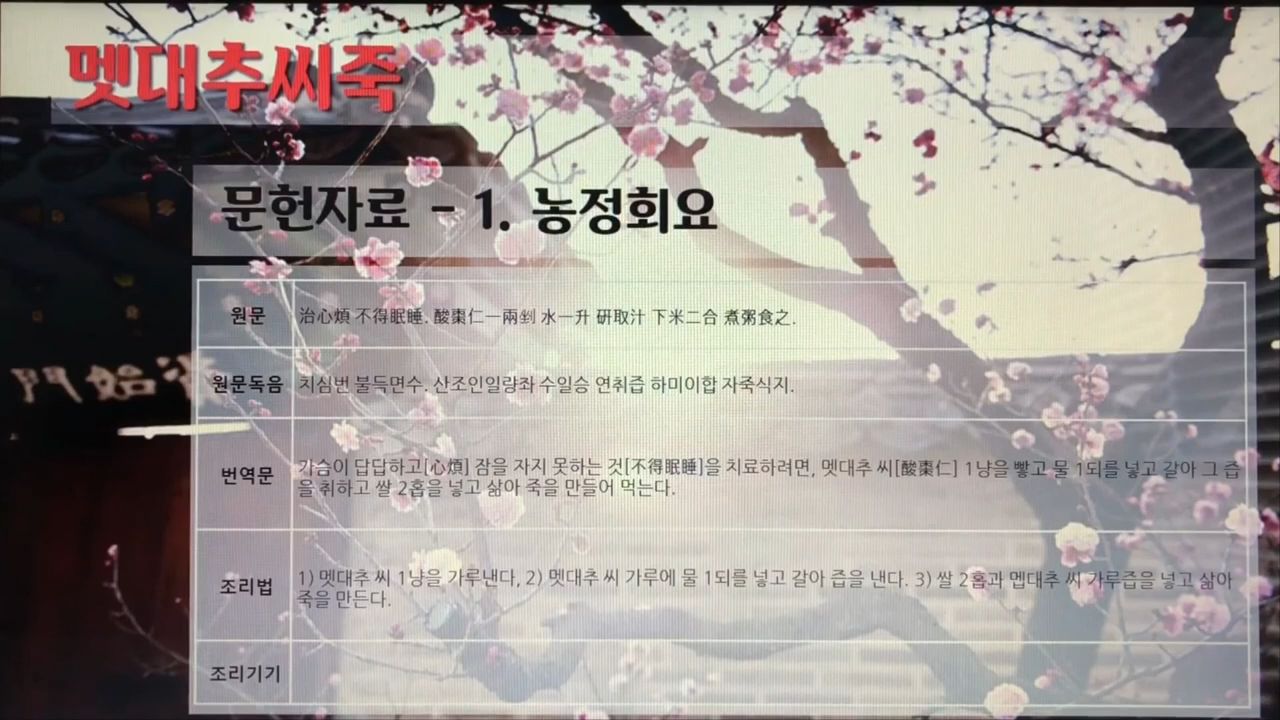 멧대추씨죽
문헌자료 - 1. 농정회요
원문 治心煩 不得眠睡. 酸棗仁一兩剉 水一升 硏取汁 下米二合 煮粥食之.
원문독음 치심번 불득면수. 산조인일량좌 수일승 연취즙 하미이합 자죽식지.
번역문 가슴이 답답하고[心煩] 잠을 자지 못하는 것[不得眠睡]을 치료하려면, 멧대추 씨[酸棗仁] 1냥을 빻고 물 1되를 넣고 갈아 그 즙
을 취하고 쌀 2홉을 넣고 삶아 죽을 만들어 먹는다.
조리법 1) 멧대추 씨 1냥을 가루낸다, 2) 멧대추 씨 가루에 물 1되를 넣고 갈아 즙을 낸다. 3) 쌀 2홉과 멥대추 씨 가루즙을 넣고 삶아
죽을 만든다.
조리기기
門 始